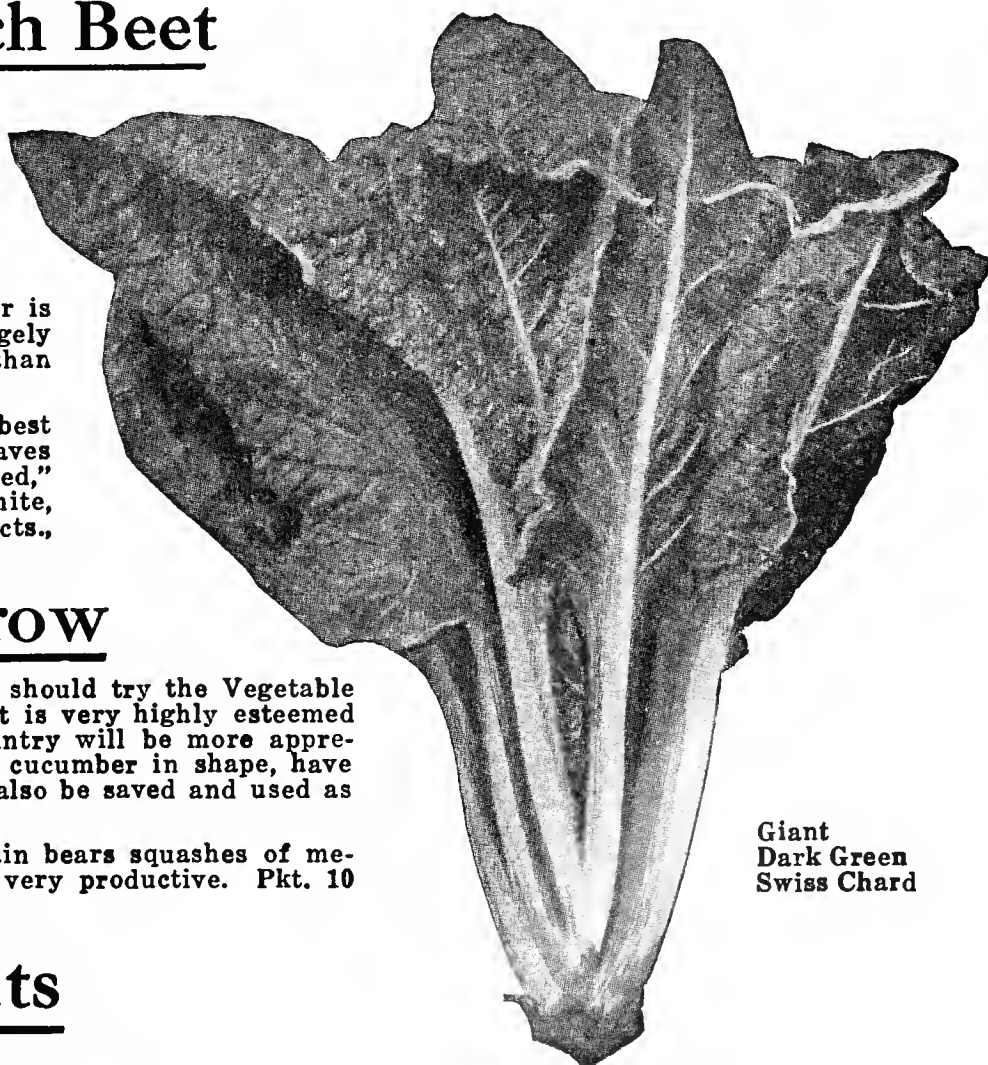 ch Beet
r is
gely
than
best
aves
ed,"
hite,
cts.,
row
should try the Vegetable
t is very highly esteemed
untry will be more appre-
cucumber in shape, have
also be saved and used as
in bears squashes of me-
very productive. Pkt. 10
ts
Giant
Dark Green
Swiss Chard